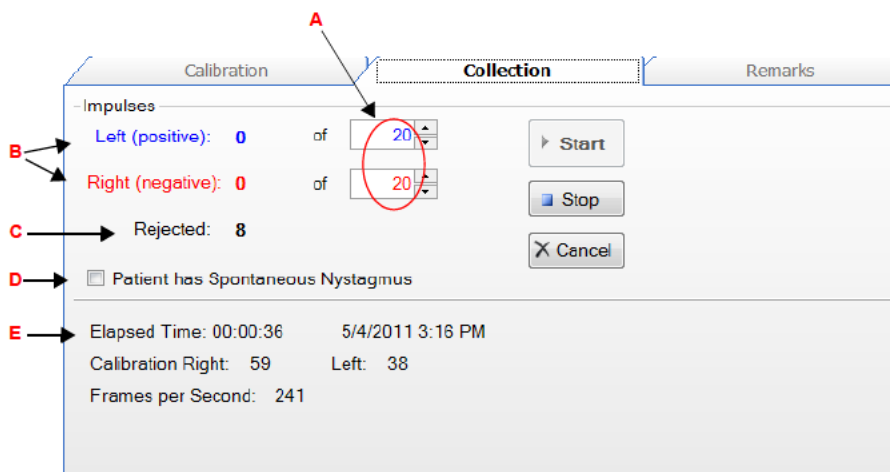 A
Calibration Collection Remarks
Impulses
B Left (positive): 0 of 20 Start
Right (negative): 0 of 20
Stop
C Rejected: 8
Cancel
D Patient has Spontaneous Nystagmus
E Elapsed Time: 00:00:36 5/4/2011 3:16 PM
Calibration Right: 59 Left: 38
Frames per Second: 241